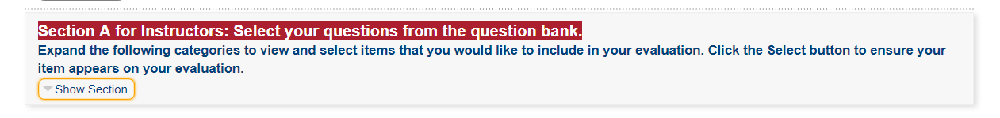 Section A for Instructors: Select your questions from the question bank.
Expand the following categories to view and select items that you would like to include in your evaluation. Click the Select button to ensure your
item appears on your evaluation.
Show Section